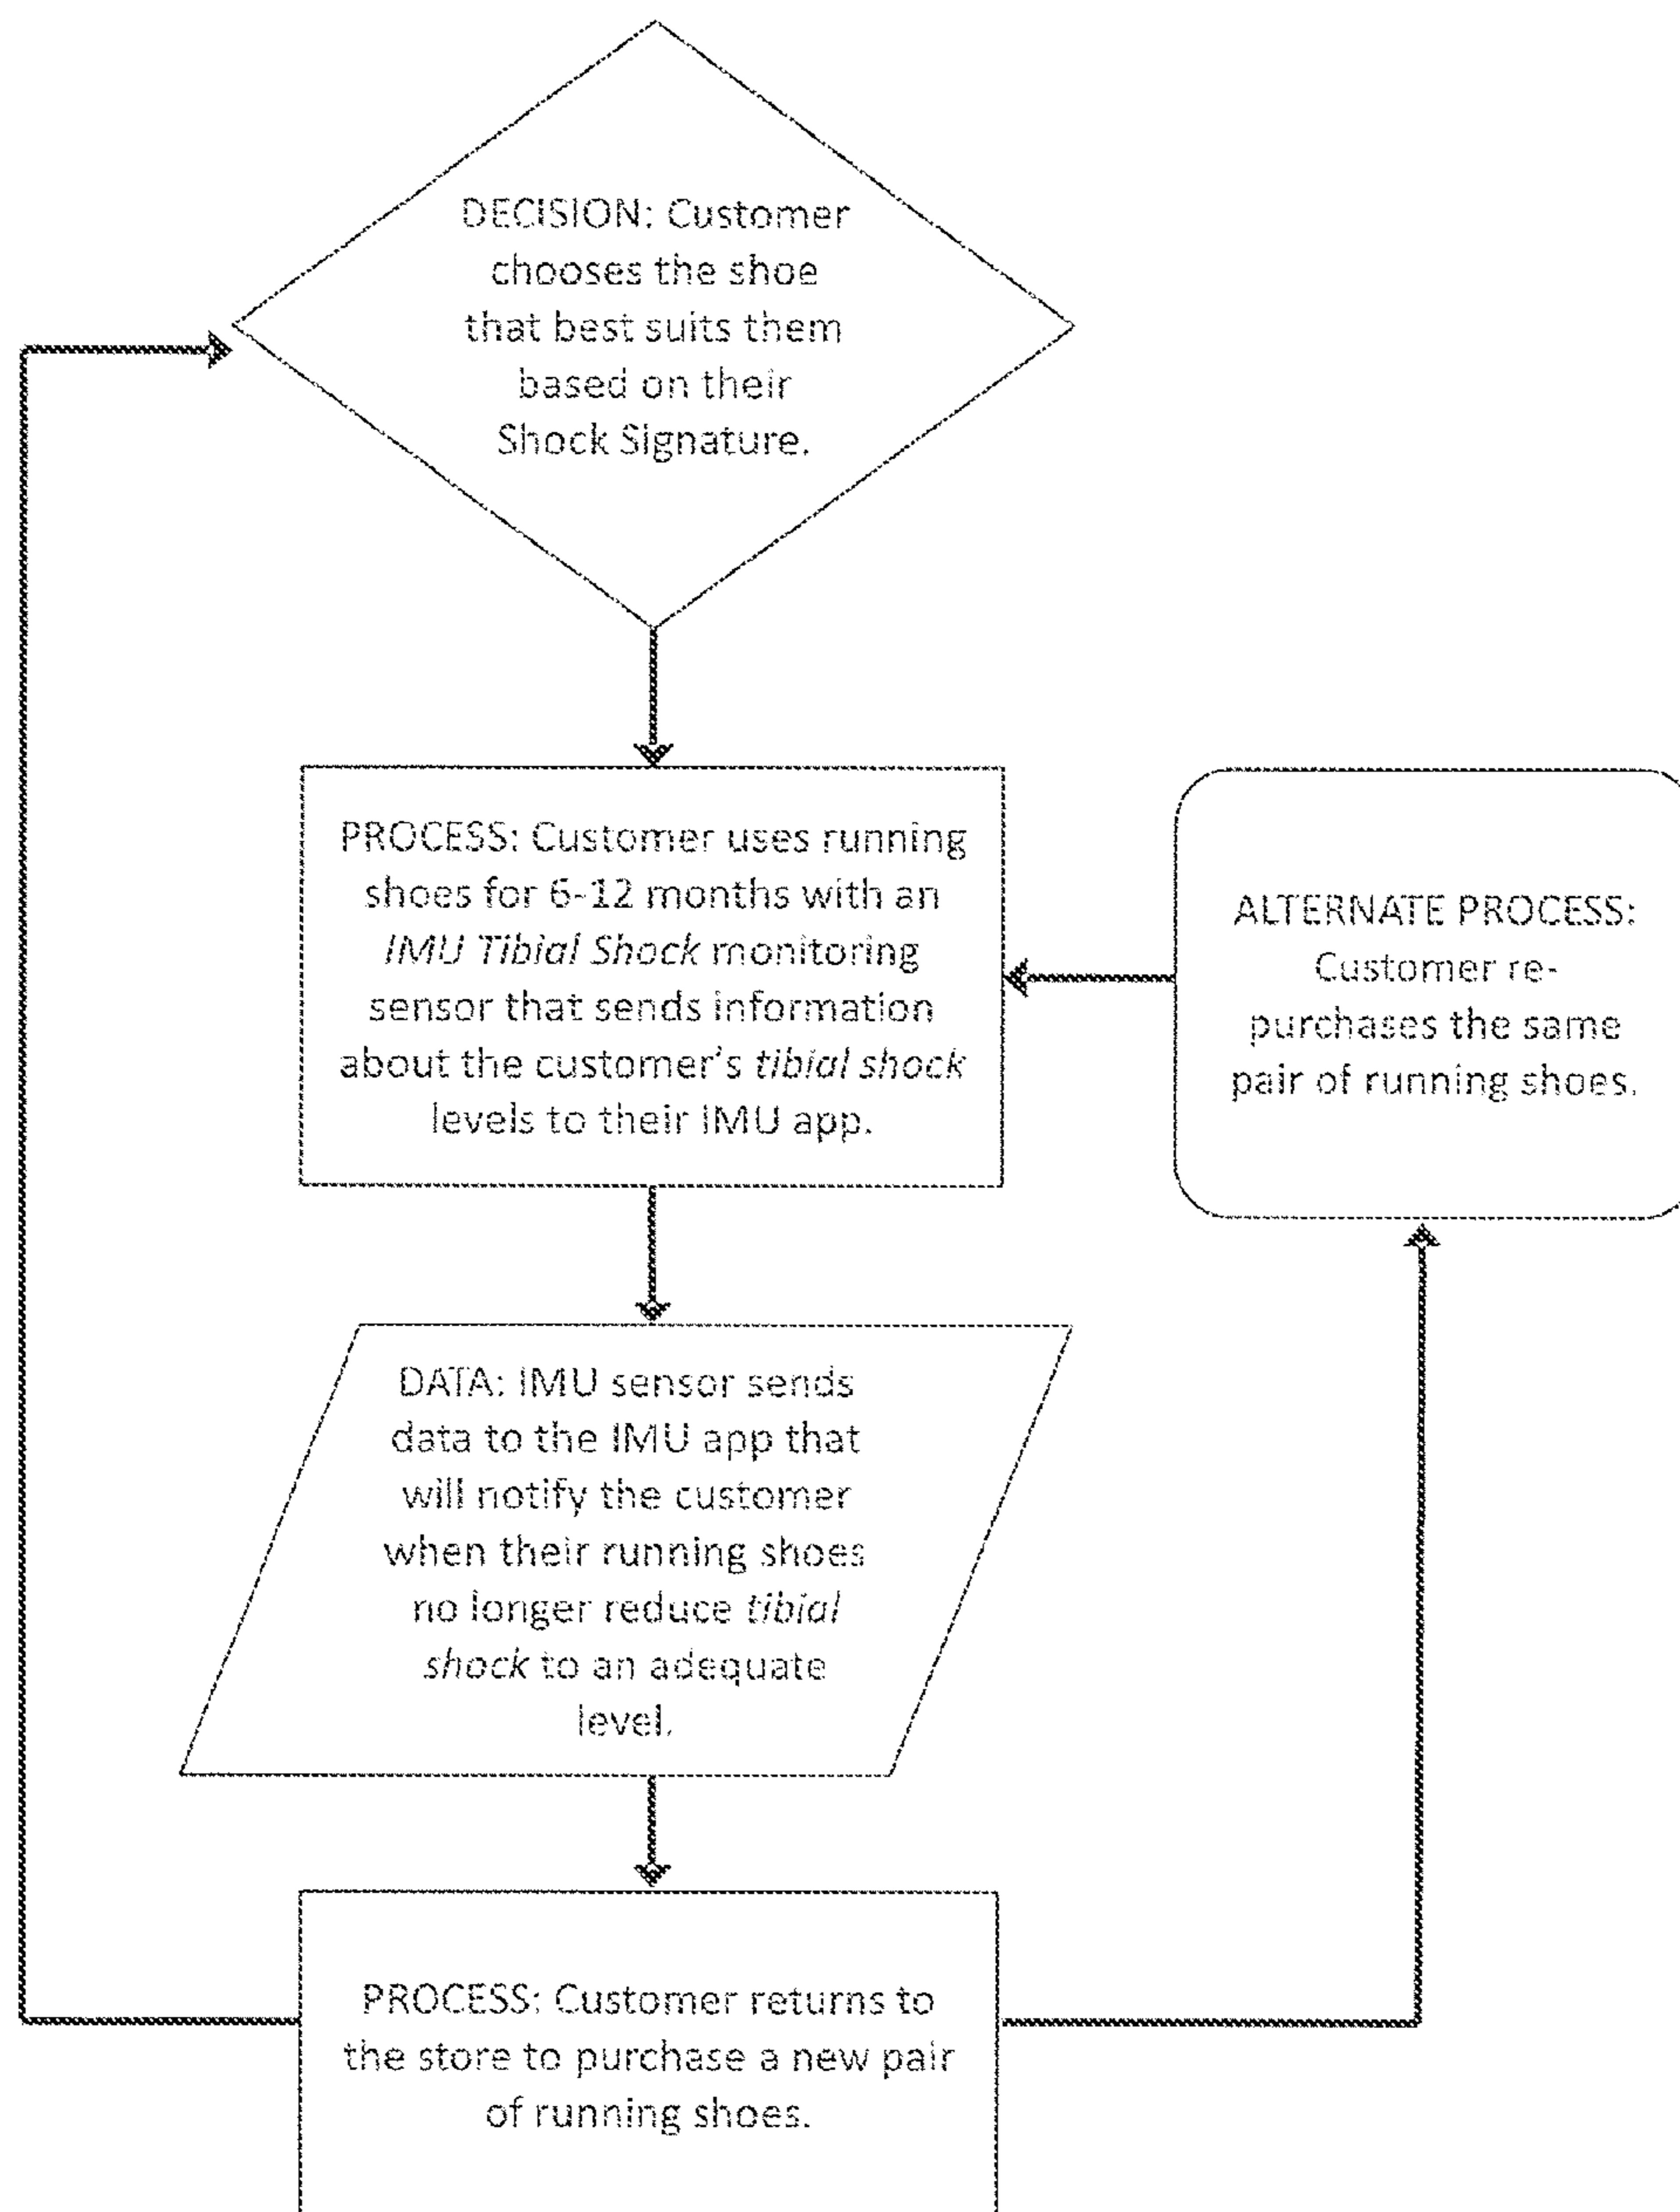 DECISION: Customer
chooses the shoe
that best suits them
based on their
Shock Signature.
PROCESS: Customer uses running
shoes for 6-12 months with an
IMU Tibial Shock monitoring
sensor that sends information
about the customer's tibial shock
levels to their IMU app.
ALTERNATE PROCESS:
Customer re-
purchases the same
pair of running shoes.
DATA: IMU sensor sends
data to the IMU app that
will notify the customer
when their running shoes
no longer reduce tibial
shock to an adequate
level.
PROCESS: Customer returns to
the store to purchase a new pair
of running shoes.